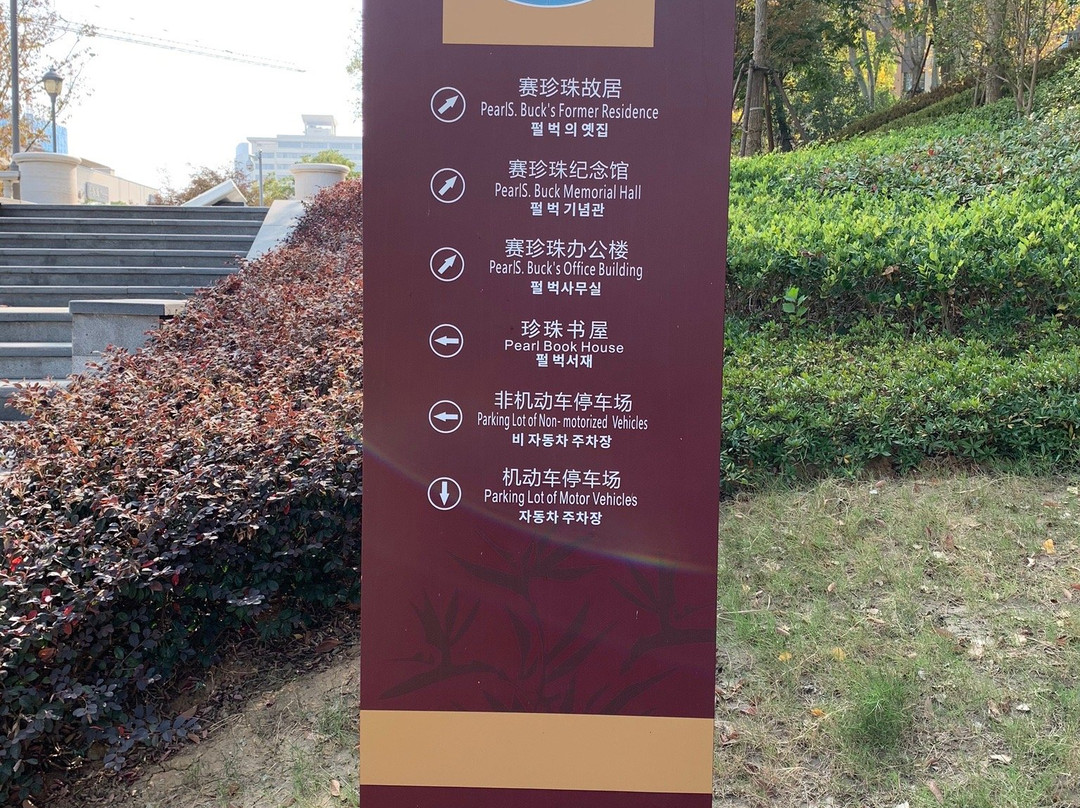 赛珍珠故居
PearlS. Buck's Former Residence
펄 벅 의 옛집
赛珍珠纪念馆
PearlS. Buck Memorial Hall
펄 벅 기념관
赛珍珠办公楼
PearlS. Buck's Office Building
펄 벅사무실
珍珠书屋
Pearl Book House
펄 벅서재
非机动车停车场
Parking Lot of Non- motorized Vehicles
비 자동차 주차장
机动车停车场
Parking Lot of Motor Vehicles
자동차 주차장